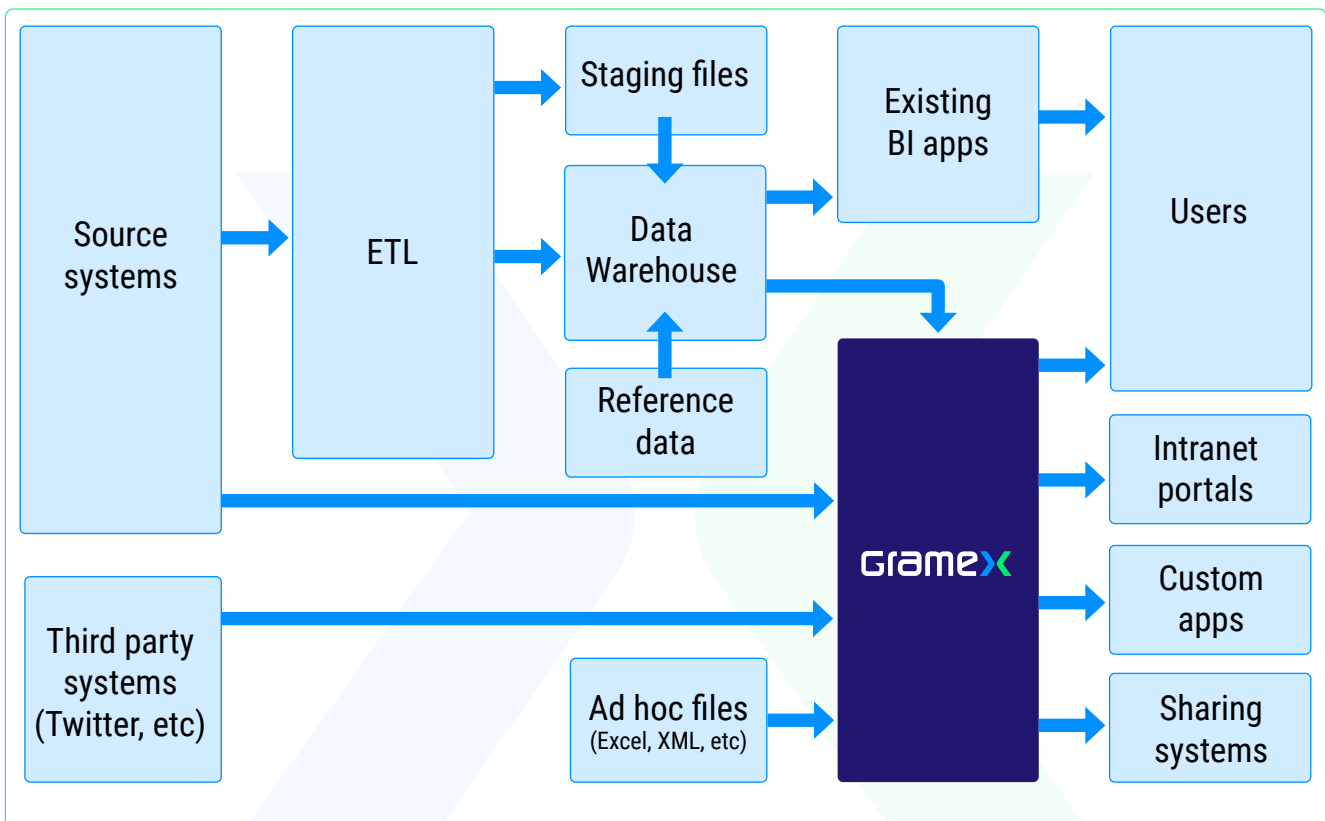 Source
systems
ETL
Staging files
Data
Warehouse
Reference
data
Existing
BI apps
Users
Gramex
Intranet
portals
Custom
apps
Sharing
systems
Third party
systems
(Twitter, etc)
Ad hoc files
(Excel, XML, etc)